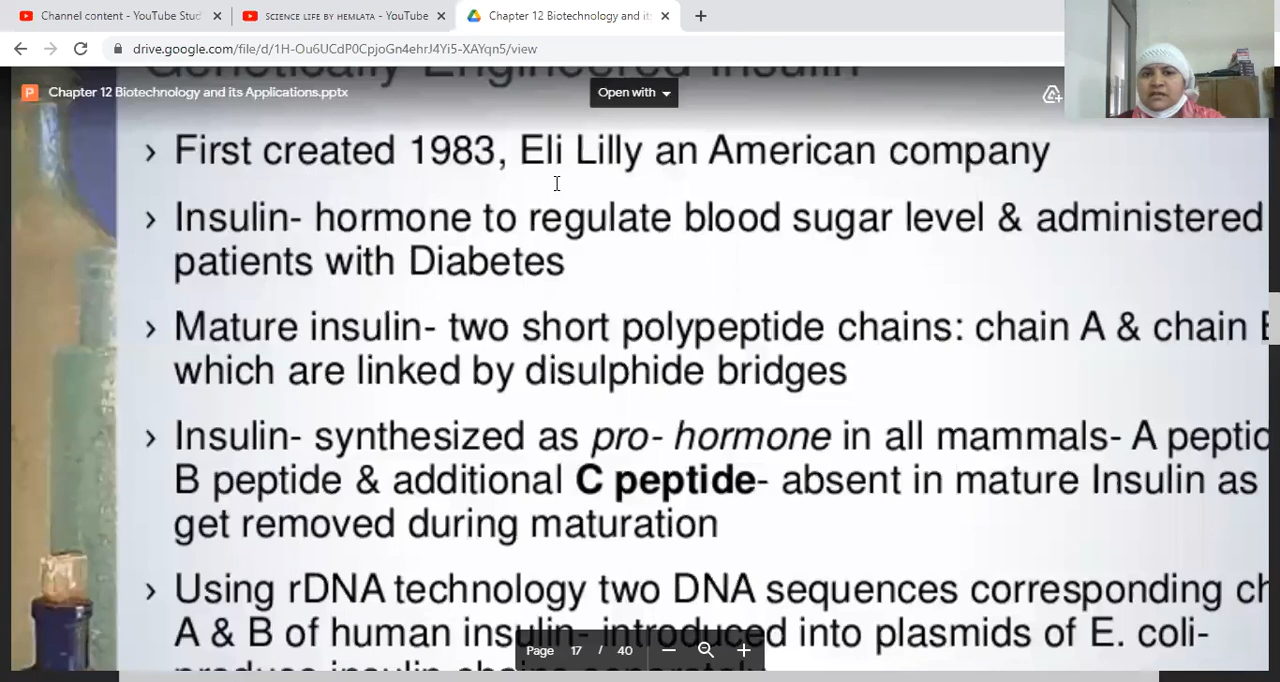 Channel content - YouTube Stud
SCIENCE LIFE BY HEMLATA - YouTube
Chapter 12 Biotechnology and its
drive.google.com/file/d/1H-Ou6UCdP0CpjoGn4ehrJ4Yi5-XAYqn5/view
Genetically Engineered Insulin
Chapter 12 Biotechnology and its Applications.pptx
Open with
› First created 1983, Eli Lilly an American company
› Insulin- hormone to regulate blood sugar level & administered
patients with Diabetes
› Mature insulin- two short polypeptide chains: chain A & chain B
which are linked by disulphide bridges
› Insulin- synthesized as pro- hormone in all mammals- A peptid
B peptide & additional C peptide- absent in mature Insulin as
get removed during maturation
› Using rDNA technology two DNA sequences corresponding ch
A & B of human insulin- introduced into plasmids of E. coli-
produce insulin chains separately
Page 17 / 40